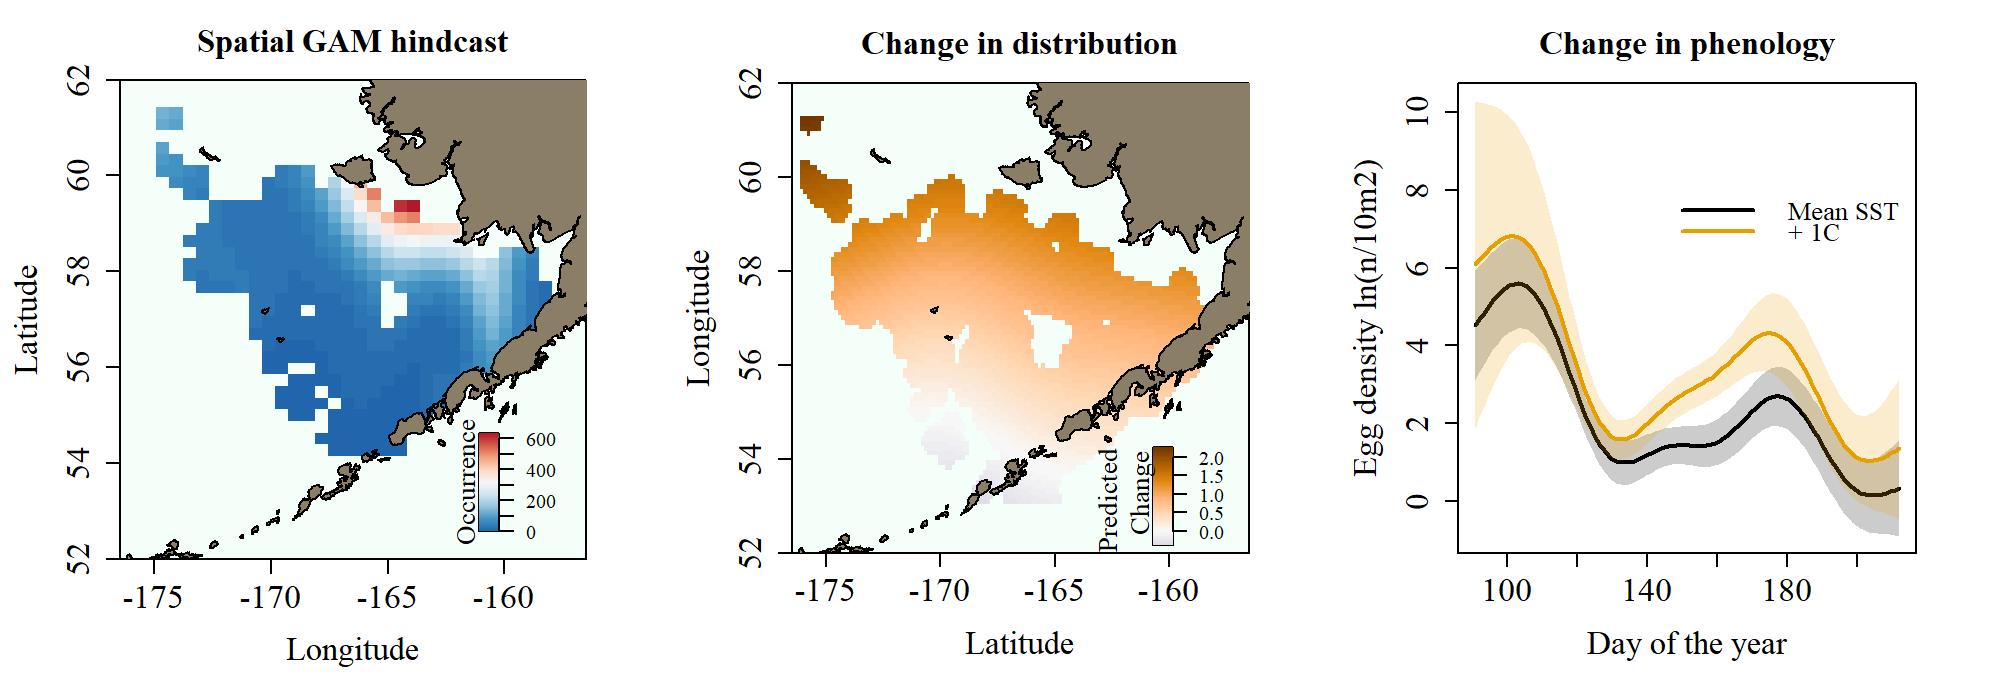 Spatial GAM hindcast
Latitude
62
60
58
56
54
52
-175 -170 -165 -160
Longitude
Occurrence
600
400
200
0
Change in distribution
Longitude
62
60
58
56
54
52
-175 -170 -165 -160
Latitude
Predicted
Change
2.0
1.5
1.0
0.5
0.0
Change in phenology
Egg density ln(n/10m2)
10
8
6
4
2
0
100 140 180
Day of the year
Mean SST
+ 1C